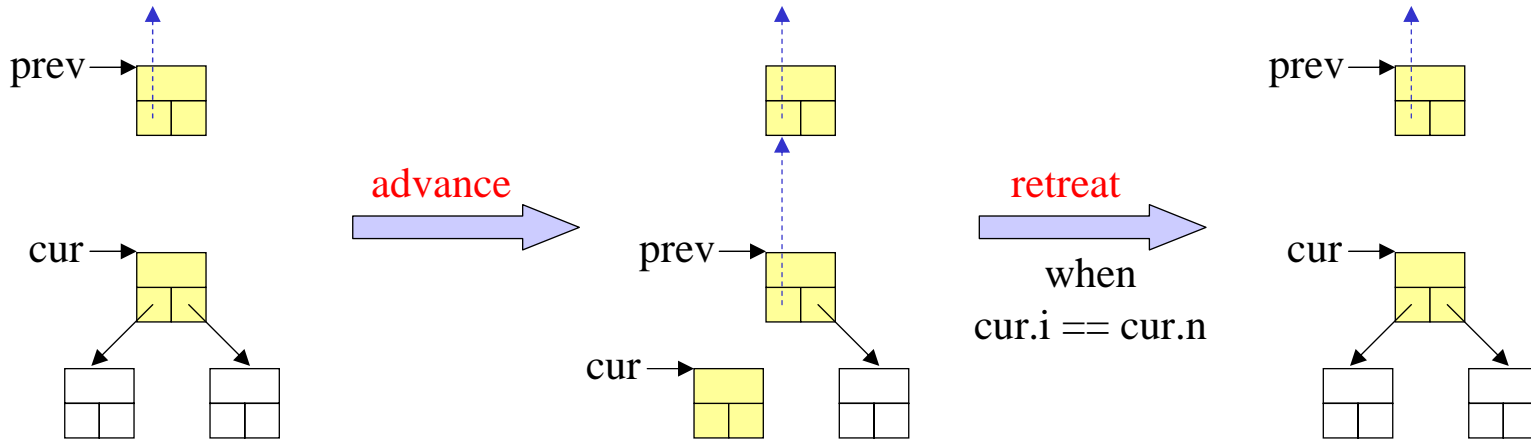 prev
prev
advance
retreat
cur
prev
cur
when
cur.i == cur.n
cur